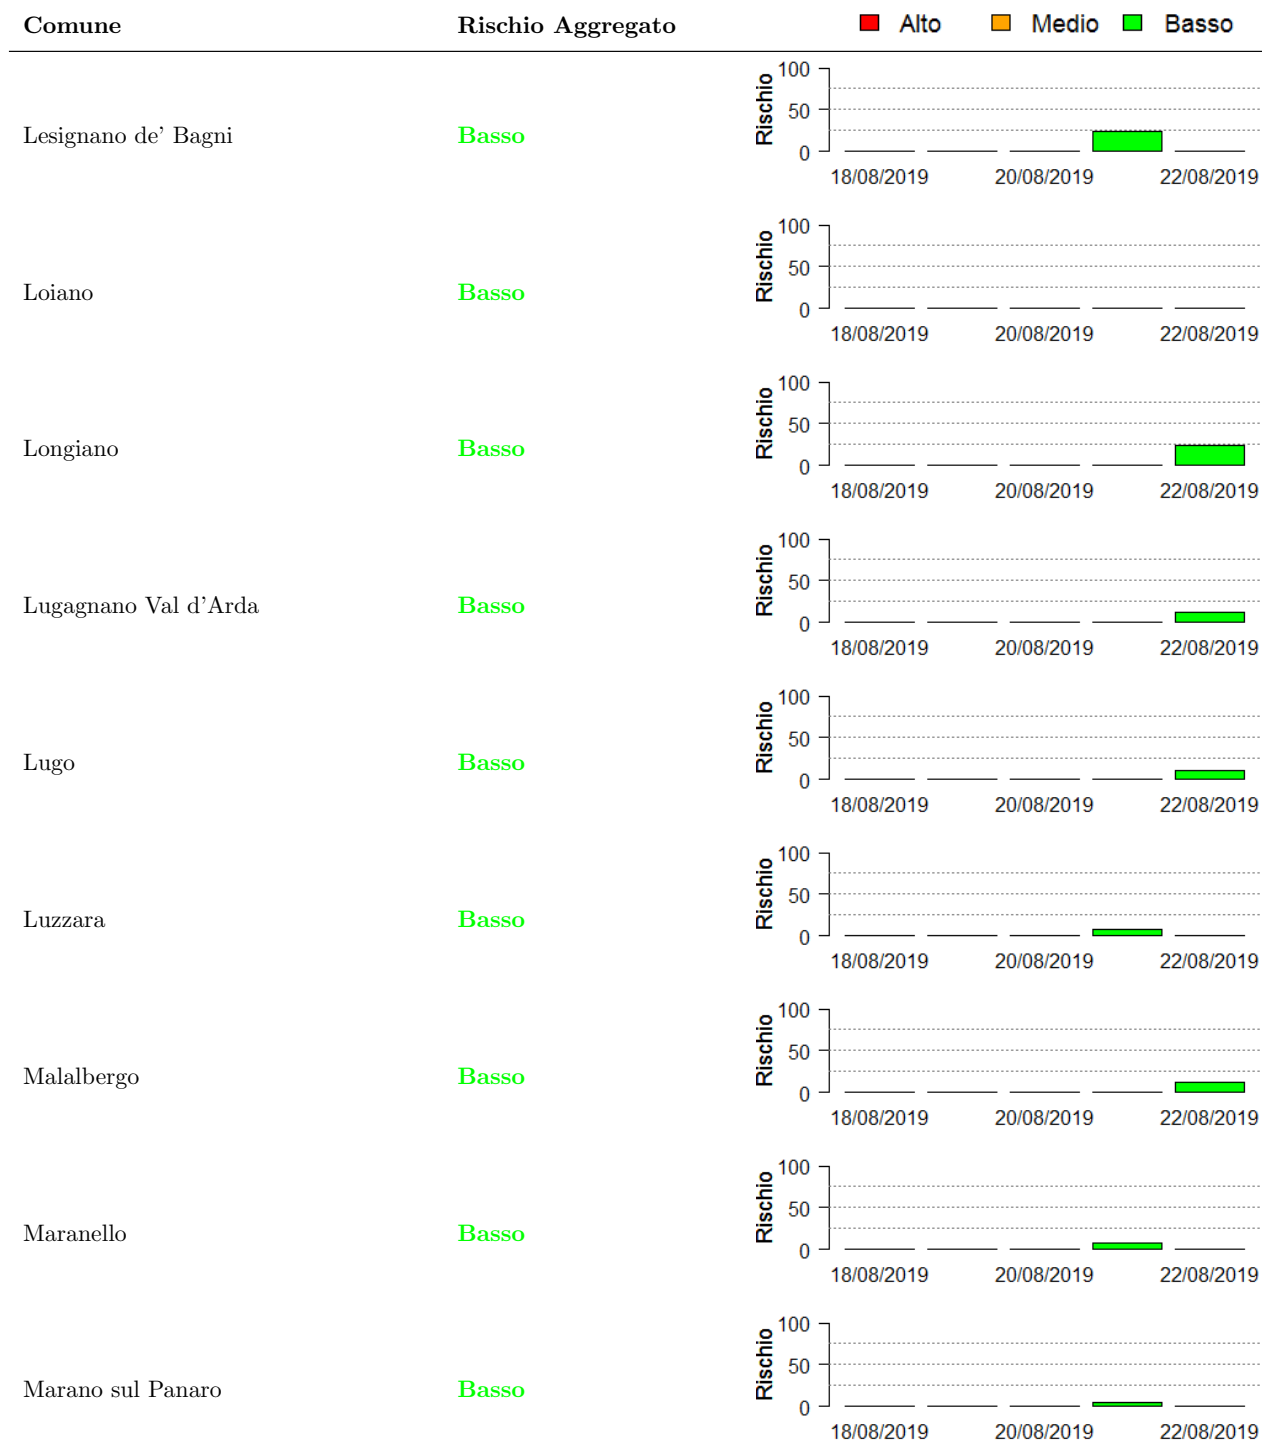 Comune Rischio Aggregato Alto Medio Basso
Lesignano de' Bagni Basso Rischio 100 50 0
18/08/2019 20/08/2019 22/08/2019
Loiano Basso Rischio 100 50 0
18/08/2019 20/08/2019 22/08/2019
Longiano Basso Rischio 100 50 0
18/08/2019 20/08/2019 22/08/2019
Lugagnano Val d'Arda Basso Rischio 100 50 0
18/08/2019 20/08/2019 22/08/2019
Lugo Basso Rischio 100 50 0
18/08/2019 20/08/2019 22/08/2019
Luzzara Basso Rischio 100 50 0
18/08/2019 20/08/2019 22/08/2019
Malalbergo Basso Rischio 100 50 0
18/08/2019 20/08/2019 22/08/2019
Maranello Basso Rischio 100 50 0
18/08/2019 20/08/2019 22/08/2019
Marano sul Panaro Basso Rischio 100 50 0
18/08/2019 20/08/2019 22/08/2019